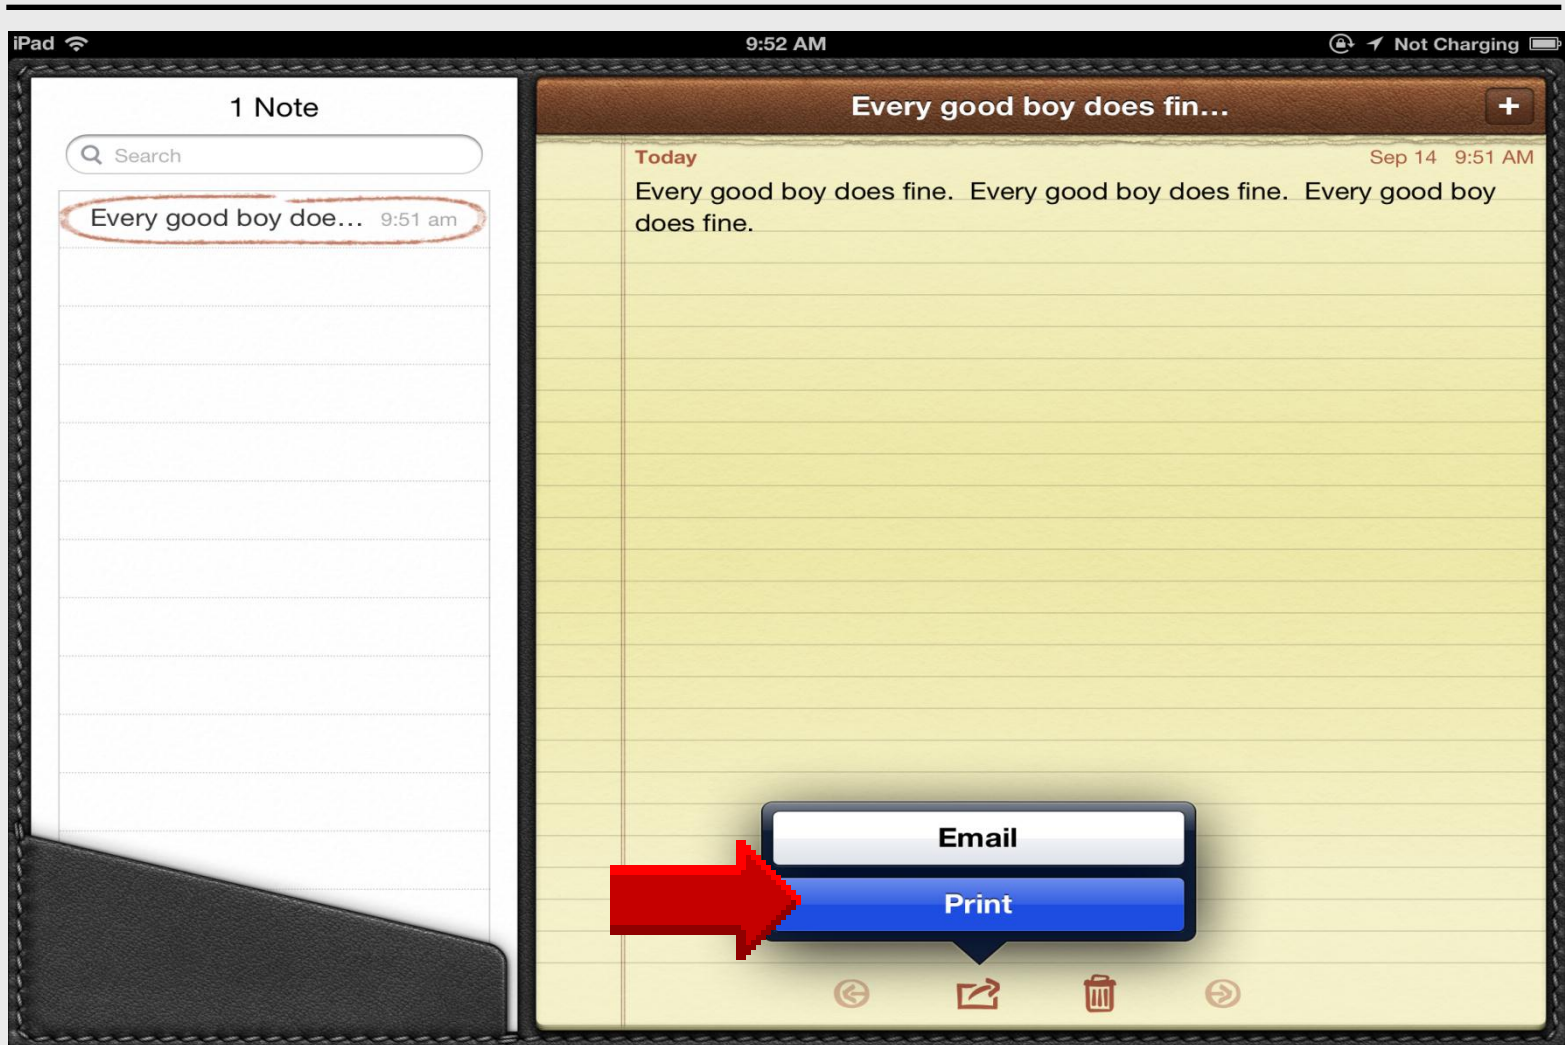 iPad 9:52 AM Not Charging
1 Note
Search
Every good boy doe... 9:51 am
Every good boy does fin...
+
Today Sep 14 9:51 AM
Every good boy does fine.  Every good boy does fine.  Every good boy
does fine.
Email
Print